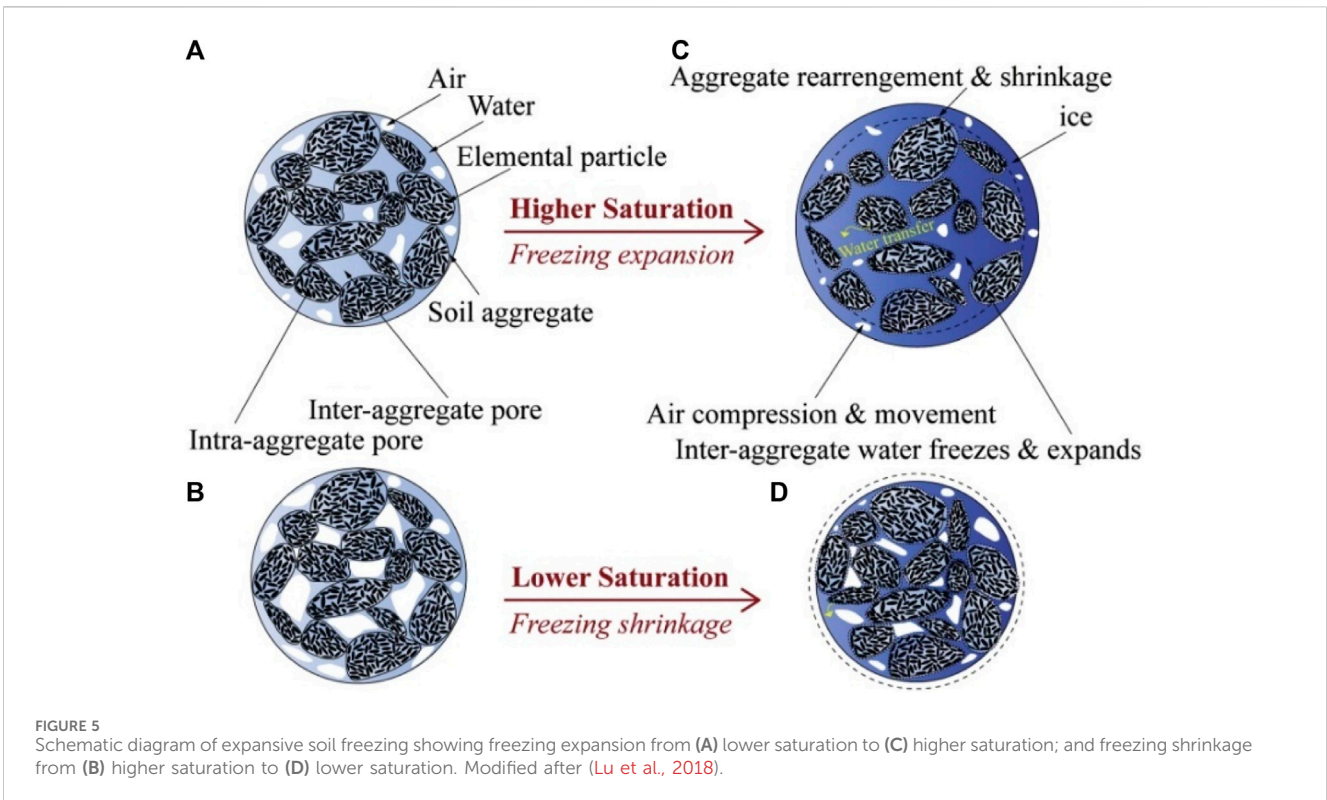 A
Air
Water
Elemental particle
Soil aggregate
Inter-aggregate pore
Intra-aggregate pore
Higher Saturation
Freezing expansion
C
Aggregate rearrengement & shrinkage
ice
Water transfer
Air compression & movement
Inter-aggregate water freezes & expands
B
Lower Saturation
Freezing shrinkage
D
FIGURE 5
Schematic diagram of expansive soil freezing showing freezing expansion from (A) lower saturation to (C) higher saturation; and freezing shrinkage
from (B) higher saturation to (D) lower saturation. Modified after (Lu et al., 2018).